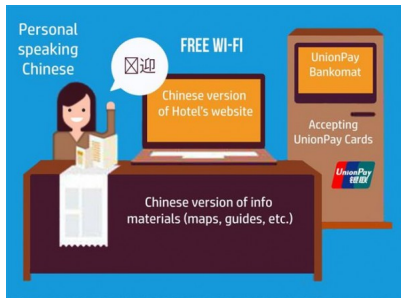 Personal
speaking
Chinese
迎
FREE WI-FI
Chinese version
of Hotel's website
UnionPay
Bankomat
Accepting
UnionPay Cards
UnionPay
银联
Chinese version of info
materials (maps, guides, etc.)